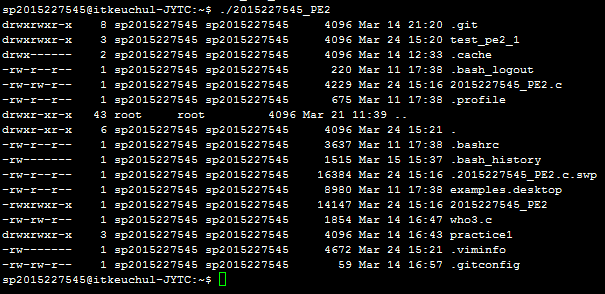 sp2015227545@itkeuchul-JYTC:~$ ./2015227545_PE2
drwxrwxr-x 8 sp2015227545 sp2015227545 4096 Mar 14 21:20 .git
drwxrwxr-x 3 sp2015227545 sp2015227545 4096 Mar 24 15:20 test_pe2_1
drwx------ 2 sp2015227545 sp2015227545 4096 Mar 14 12:33 .cache
-rw-r--r-- 1 sp2015227545 sp2015227545 220 Mar 11 17:38 .bash_logout
-rw-rw-r-- 1 sp2015227545 sp2015227545 4229 Mar 24 15:16 2015227545_PE2.c
-rw-r--r-- 1 sp2015227545 sp2015227545 675 Mar 11 17:38 .profile
drwxr-xr-x 43 root root 4096 Mar 21 11:39 ..
drwxr-xr-x 6 sp2015227545 sp2015227545 4096 Mar 24 15:21 .
-rw-r--r-- 1 sp2015227545 sp2015227545 3637 Mar 11 17:38 .bashrc
-rw------- 1 sp2015227545 sp2015227545 1515 Mar 15 15:37 .bash_history
-rw-r--r-- 1 sp2015227545 sp2015227545 16384 Mar 24 15:16 .2015227545_PE2.c.swp
-rw-r--r-- 1 sp2015227545 sp2015227545 8980 Mar 11 17:38 examples.desktop
-rwxrwxr-x 1 sp2015227545 sp2015227545 14147 Mar 24 15:16 2015227545_PE2
-rw-rw-r-- 1 sp2015227545 sp2015227545 1854 Mar 14 16:47 who3.c
drwxrwxr-x 3 sp2015227545 sp2015227545 4096 Mar 14 16:43 practice1
-rw------- 1 sp2015227545 sp2015227545 4672 Mar 24 15:21 .viminfo
-rw-rw-r-- 1 sp2015227545 sp2015227545 59 Mar 14 16:57 .gitconfig
sp2015227545@itkeuchul-JYTC:~$